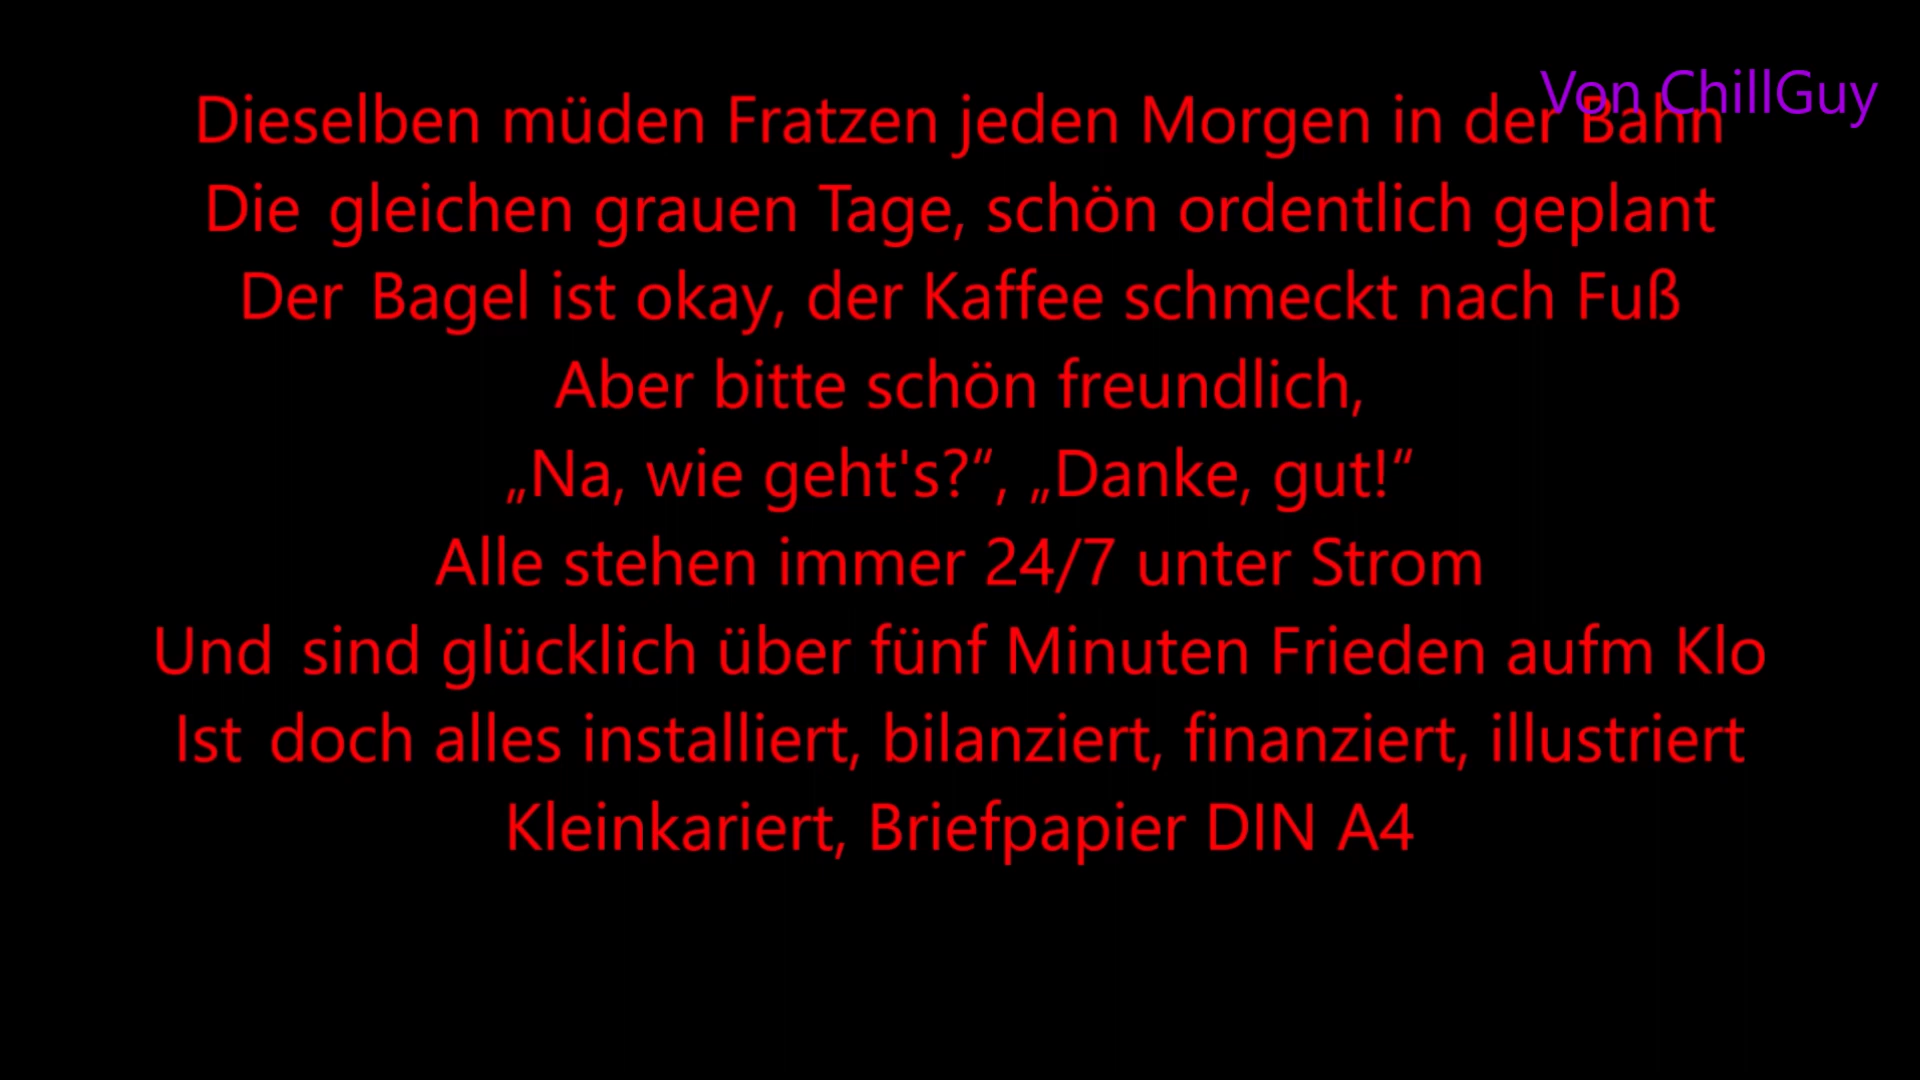 Von ChillGuy
Dieselben müden Fratzen jeden Morgen in der Bahn
Die gleichen grauen Tage, schön ordentlich geplant
Der Bagel ist okay, der Kaffee schmeckt nach Fuß
Aber bitte schön freundlich,
„Na, wie geht's?“, „Danke, gut!“
Alle stehen immer 24/7 unter Strom
Und sind glücklich über fünf Minuten Frieden aufm Klo
Ist doch alles installiert, bilanziert, finanziert, illustriert
Kleinkariert, Briefpapier DIN A4